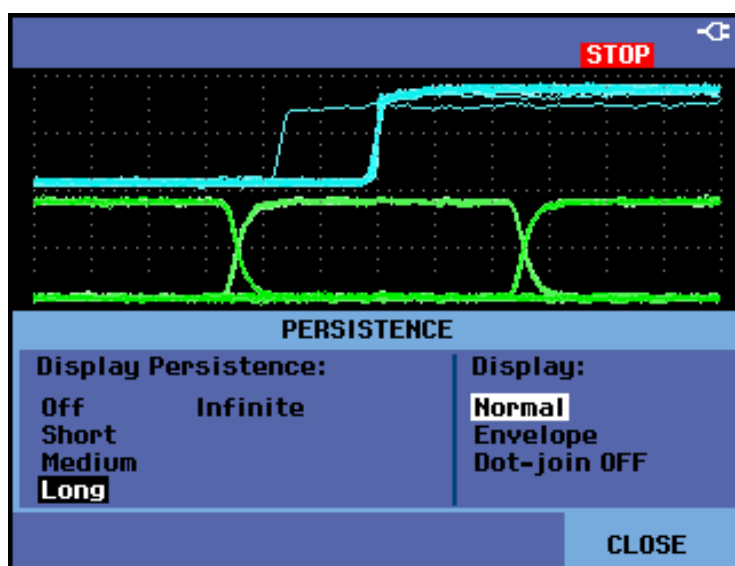 STOP
PERSISTENCE
Display Persistence:
Off Infinite
Short
Medium
Long
Display:
Normal
Envelope
Dot-join OFF
CLOSE